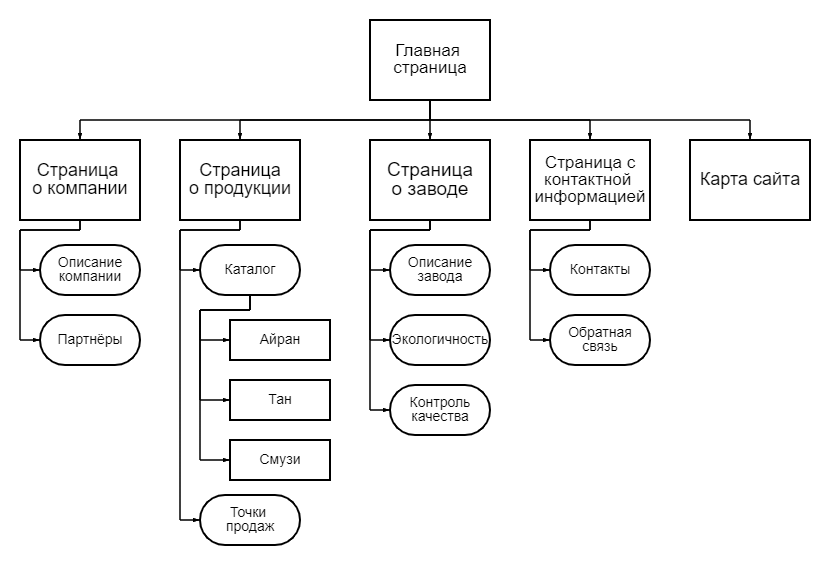 Главная
страница
Страница
о компании
Страница
о продукции
Страница
о заводе
Страница с
контактной
информацией
Карта сайта
Описание
компании
Партнёры
Каталог
Айран
Тан
Смузи
Точки
продаж
Описание
завода
Экологичность
Контроль
качества
Контакты
Обратная
связь